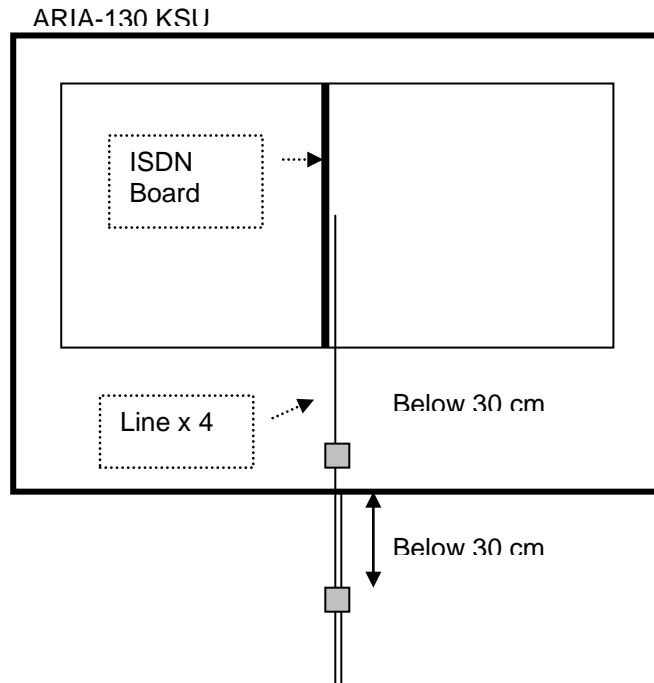 ARIA-130 KSU
ISDN
Board
Line x 4
Below 30 cm
Below 30 cm